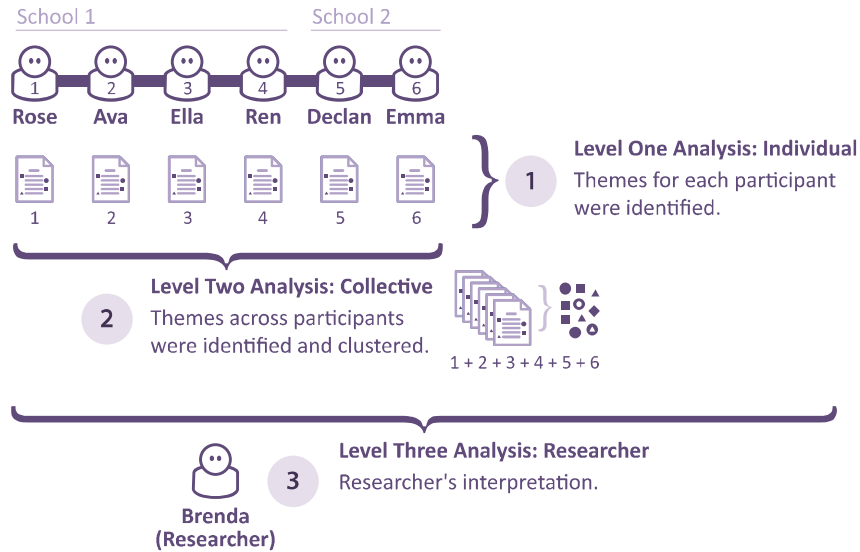 School 1
School 2
1 2 3 4 5 6
Rose Ava Ella Ren Declan Emma
1 2 3 4 5 6
1
Level One Analysis: Individual
Themes for each participant
were identified.
2
Level Two Analysis: Collective
Themes across participants
were identified and clustered.
1 + 2 + 3 + 4 + 5 + 6
3
Level Three Analysis: Researcher
Researcher's interpretation.
Brenda
(Researcher)